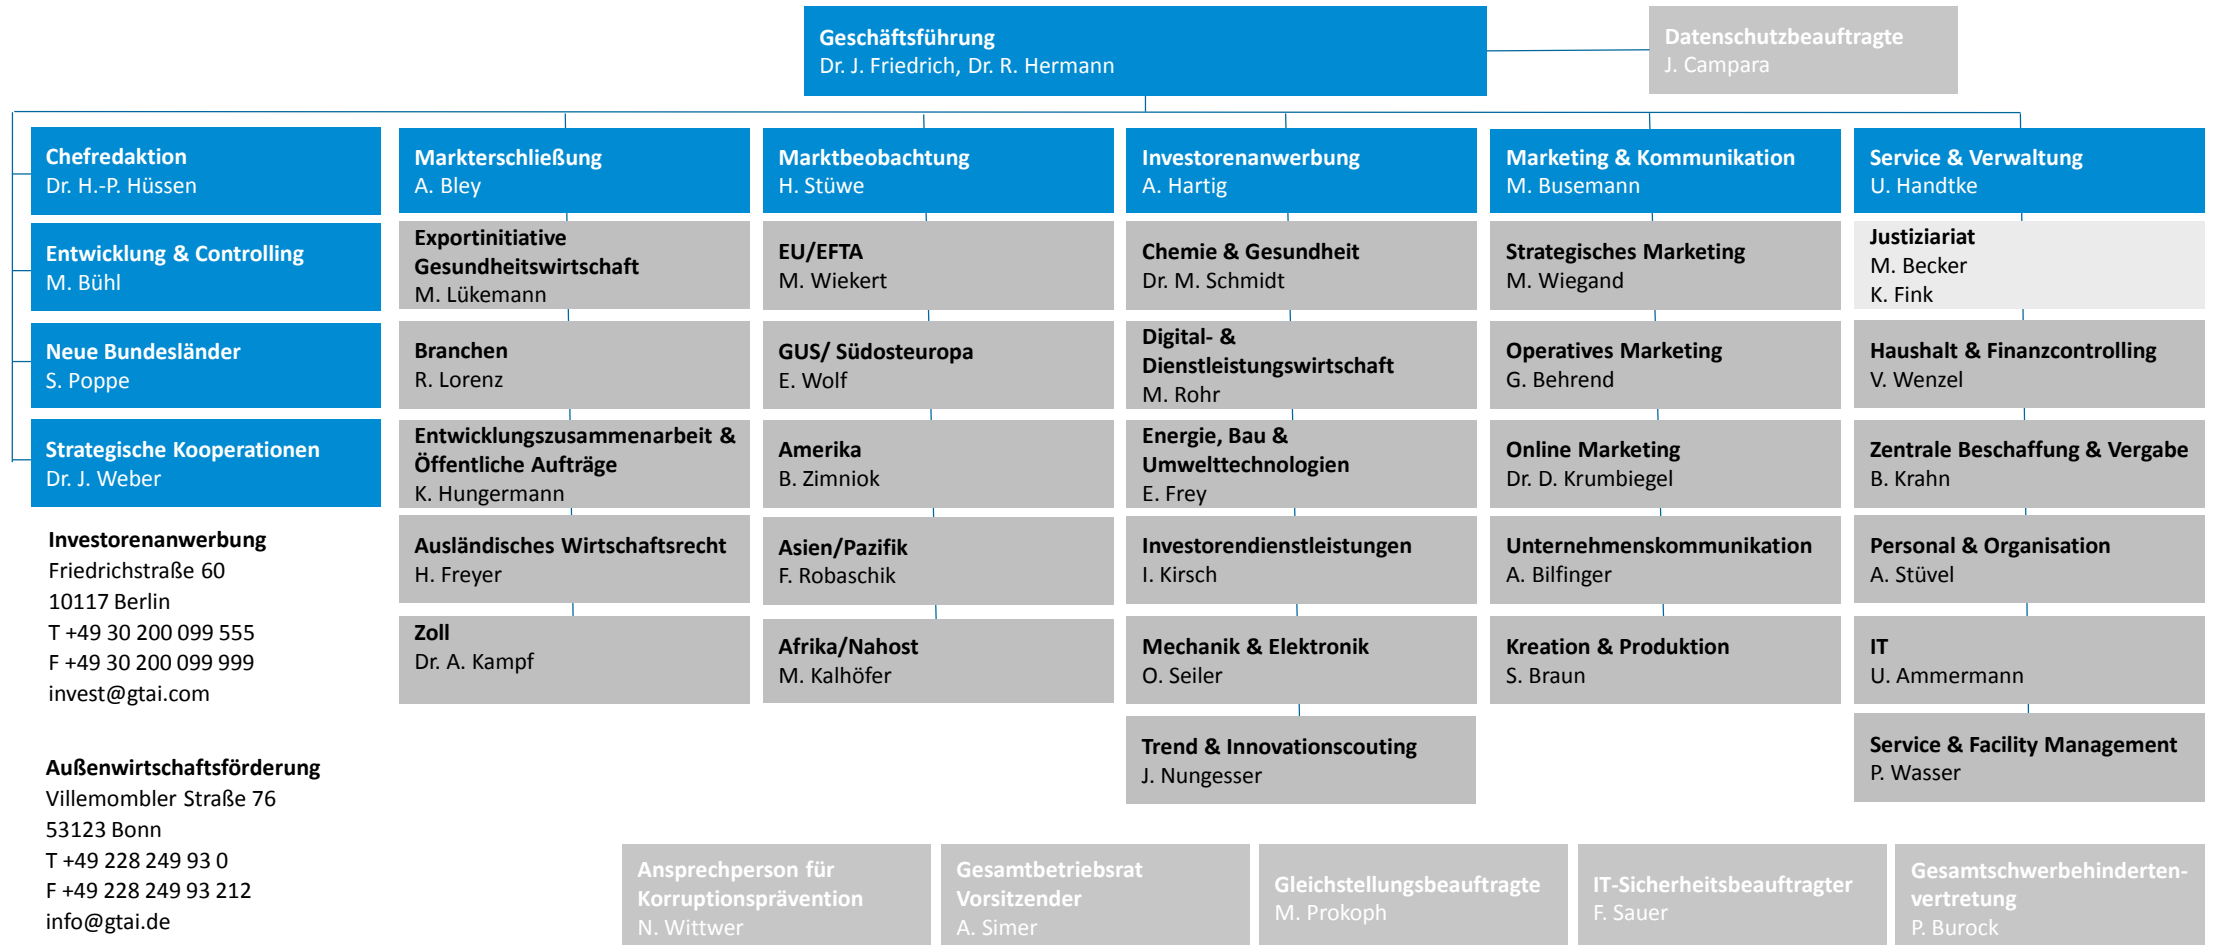 Geschäftsführung
Dr. J. Friedrich, Dr. R. Hermann
Datenschutzbeauftragte
J. Campara
Chefredaktion
Dr. H.-P. Hüssen
Entwicklung & Controlling
M. Bühl
Neue Bundesländer
S. Poppe
Strategische Kooperationen
Dr. J. Weber
Markterschließung
A. Bley
Exportinitiative
Gesundheitswirtschaft
M. Lükemann
Branchen
R. Lorenz
Entwicklungszusammenarbeit &
Öffentliche Aufträge
K. Hungermann
Ausländisches Wirtschaftsrecht
H. Freyer
Zoll
Dr. A. Kampf
Marktbeobachtung
H. Stüwe
EU/EFTA
M. Wiekert
GUS/ Südosteuropa
E. Wolf
Amerika
B. Zimniok
Asien/Pazifik
F. Robaschik
Afrika/Nahost
M. Kalhöfer
Investorenanwerbung
A. Hartig
Chemie & Gesundheit
Dr. M. Schmidt
Digital- &
Dienstleistungswirtschaft
M. Rohr
Energie, Bau &
Umwelttechnologien
E. Frey
Investorendienstleistungen
I. Kirsch
Mechanik & Elektronik
O. Seiler
Trend & Innovationscouting
J. Nungesser
Marketing & Kommunikation
M. Busemann
Strategisches Marketing
M. Wiegand
Operatives Marketing
G. Behrend
Online Marketing
Dr. D. Krumbiegel
Unternehmenskommunikation
A. Bilfinger
Kreation & Produktion
S. Braun
Service & Verwaltung
U. Handtke
Justiziariat
M. Becker
K. Fink
Haushalt & Finanzcontrolling
V. Wenzel
Zentrale Beschaffung & Vergabe
B. Krahn
Personal & Organisation
A. Stüvel
IT
U. Ammermann
Service & Facility Management
P. Wasser
Investorenanwerbung
Friedrichstraße 60
10117 Berlin
T +49 30 200 099 555
F +49 30 200 099 999
invest@gtai.com
Außenwirtschaftsförderung
Villemombler Straße 76
53123 Bonn
T +49 228 249 93 0
F +49 228 249 93 212
info@gtai.de
Ansprechperson für
Korruptionsprävention
N. Wittwer
Gesamtbetriebsrat
Vorsitzender
A. Simer
Gleichstellungsbeauftragte
M. Prokoph
IT-Sicherheitsbeauftragter
F. Sauer
Gesamtschwerbehinderten-
vertretung
P. Burock